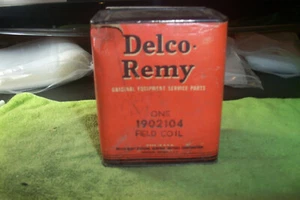 Delco-
Remy
ORIGINAL EQUIPMENT SERVICE PARTS
ONE
1902104
FIELD COIL